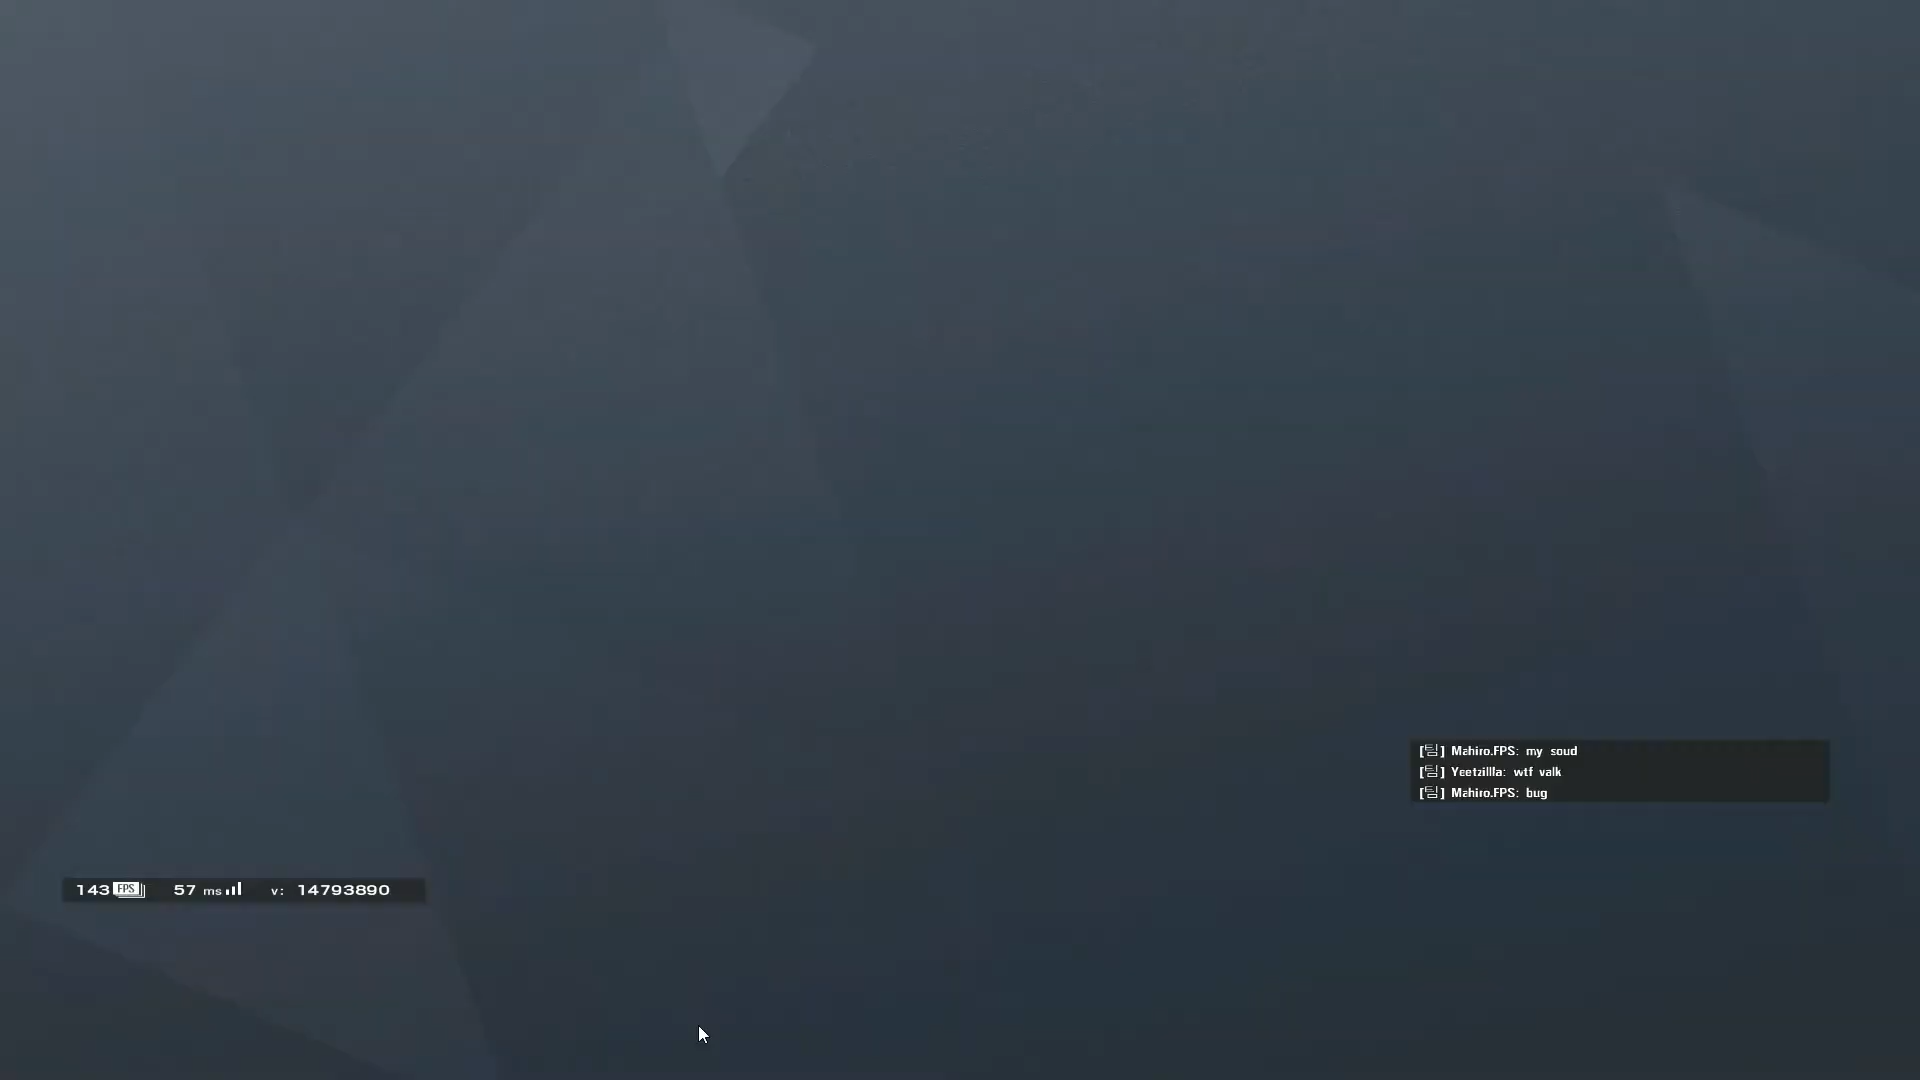 [팀] Mahiro.FPS: my soud
[팀] Yeetzillla: wtf valk
[팀] Mahiro.FPS: bug
143 FPS 57 ms v: 14793890